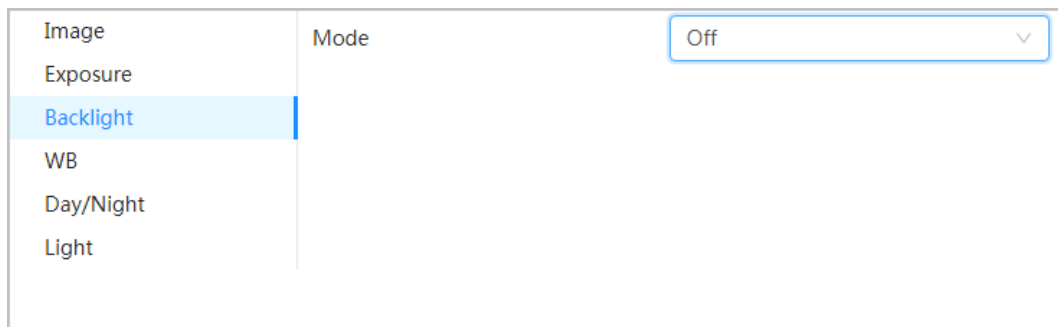 Image
Exposure
Backlight
WB
Day/Night
Light
Mode
Off